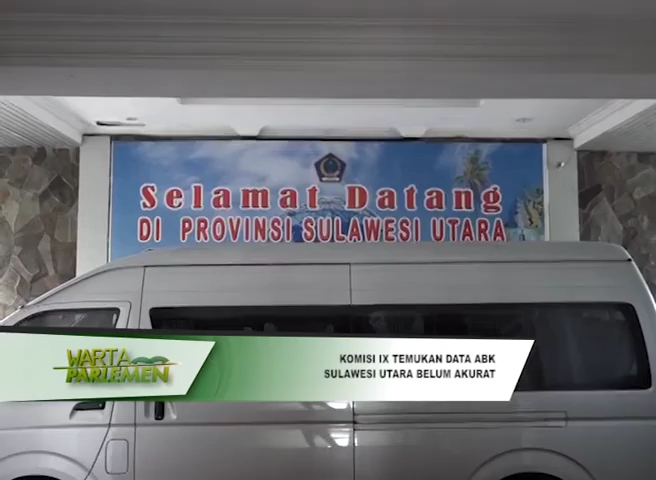 Selamat Datang
DI PROVINSI SULAWESI UTARA
WARTA
PARLEMEN
KOMISI IX TEMUKAN DATA ABK
SULAWESI UTARA BELUM AKURAT